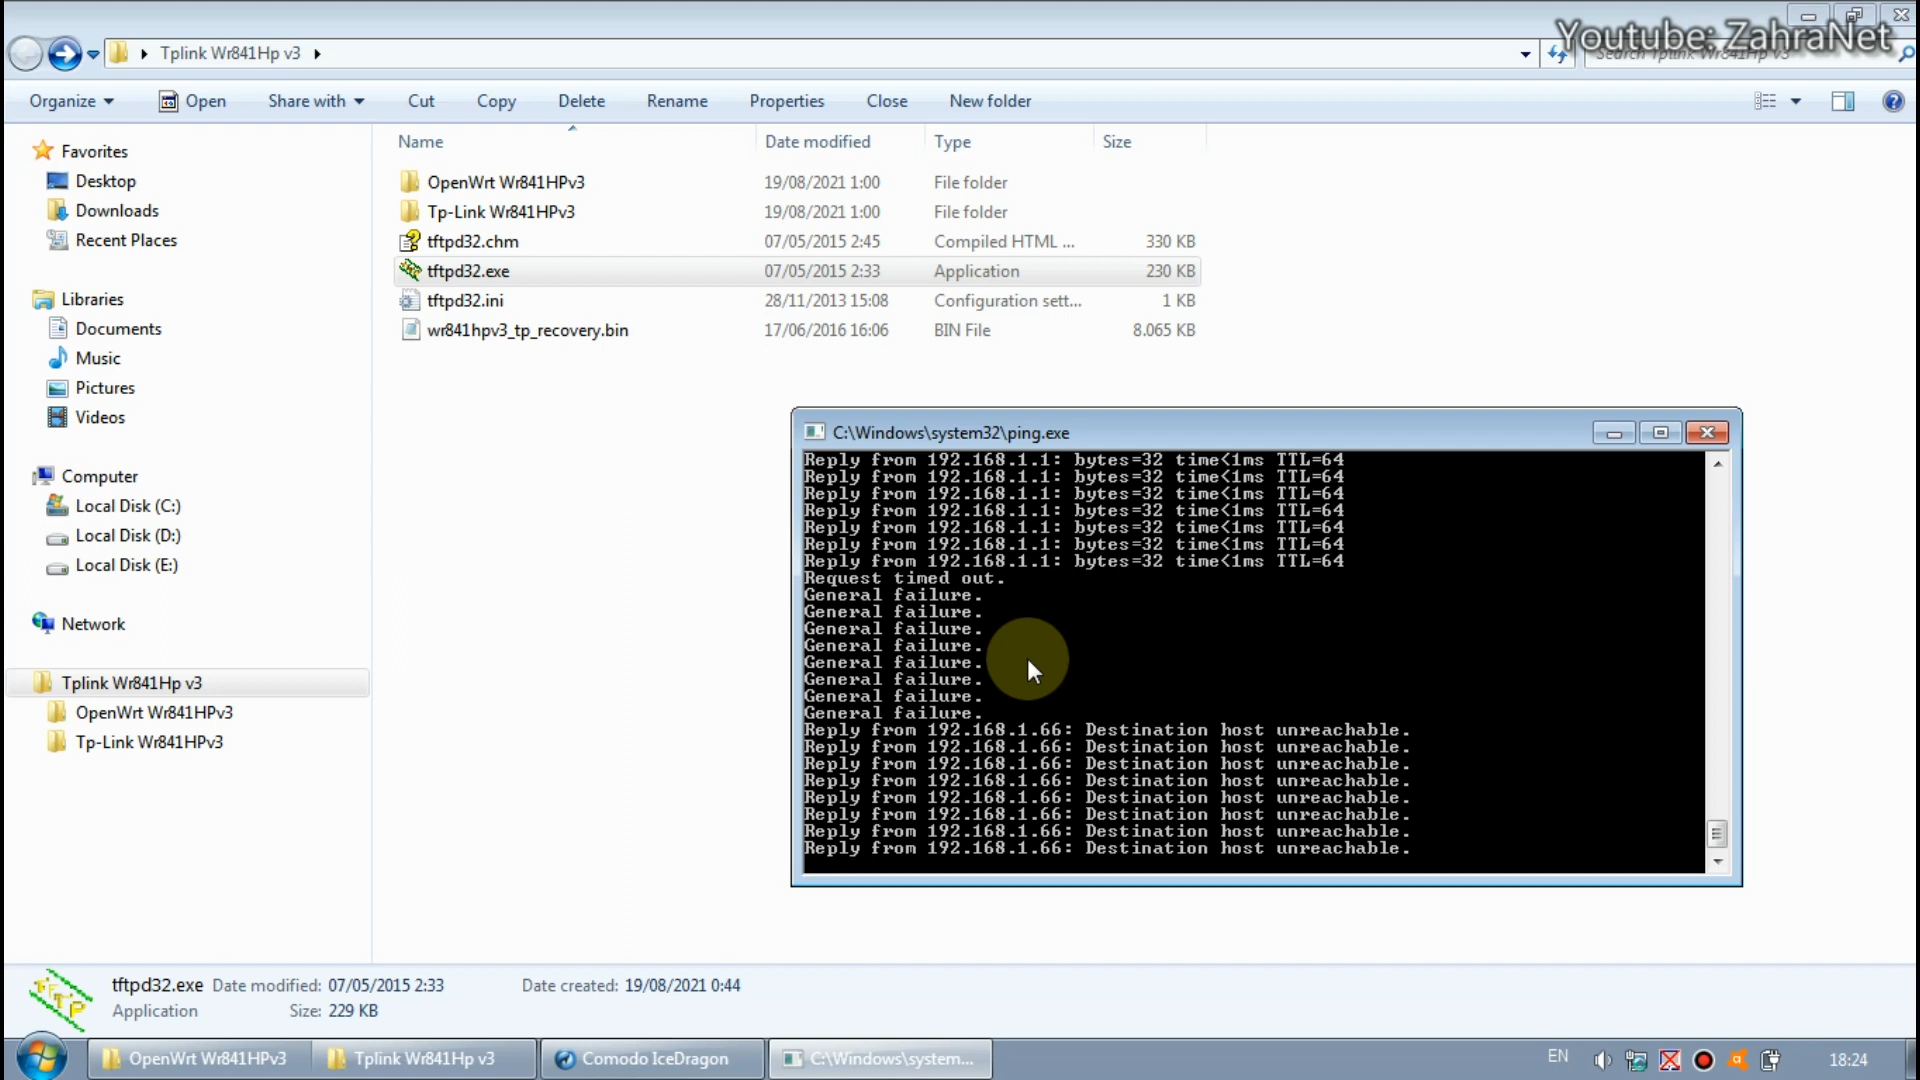 Youtube: ZahraNet
Tplink Wr841Hp v3
Search Tplink Wr841Hp v3
Organize
Open
Share with
Cut
Copy
Delete
Rename
Properties
Close
New folder
Favorites
Desktop
Downloads
Recent Places
Libraries
Documents
Music
Pictures
Videos
Computer
Local Disk (C:)
Local Disk (D:)
Local Disk (E:)
Network
Tplink Wr841Hp v3
OpenWrt Wr841HPv3
Tp-Link Wr841HPv3
Name Date modified Type Size
OpenWrt Wr841HPv3 19/08/2021 1:00 File folder
Tp-Link Wr841HPv3 19/08/2021 1:00 File folder
tftpd32.chm 07/05/2015 2:45 Compiled HTML ... 330 KB
tftpd32.exe 07/05/2015 2:33 Application 230 KB
tftpd32.ini 28/11/2013 15:08 Configuration sett... 1 KB
wr841hpv3_tp_recovery.bin 17/06/2016 16:06 BIN File 8.065 KB
C:\Windows\system32\ping.exe
Reply from 192.168.1.1: bytes=32 time<1ms TTL=64
Reply from 192.168.1.1: bytes=32 time<1ms TTL=64
Reply from 192.168.1.1: bytes=32 time<1ms TTL=64
Reply from 192.168.1.1: bytes=32 time<1ms TTL=64
Reply from 192.168.1.1: bytes=32 time<1ms TTL=64
Reply from 192.168.1.1: bytes=32 time<1ms TTL=64
Reply from 192.168.1.1: bytes=32 time<1ms TTL=64
Request timed out.
General failure.
General failure.
General failure.
General failure.
General failure.
General failure.
General failure.
General failure.
Reply from 192.168.1.66: Destination host unreachable.
Reply from 192.168.1.66: Destination host unreachable.
Reply from 192.168.1.66: Destination host unreachable.
Reply from 192.168.1.66: Destination host unreachable.
Reply from 192.168.1.66: Destination host unreachable.
Reply from 192.168.1.66: Destination host unreachable.
Reply from 192.168.1.66: Destination host unreachable.
Reply from 192.168.1.66: Destination host unreachable.
TFTP
tftpd32.exe Date modified: 07/05/2015 2:33 Date created: 19/08/2021 0:44
Application Size: 229 KB
OpenWrt Wr841HPv3
Tplink Wr841Hp v3
Comodo IceDragon
C:\Windows\system...
EN
18:24